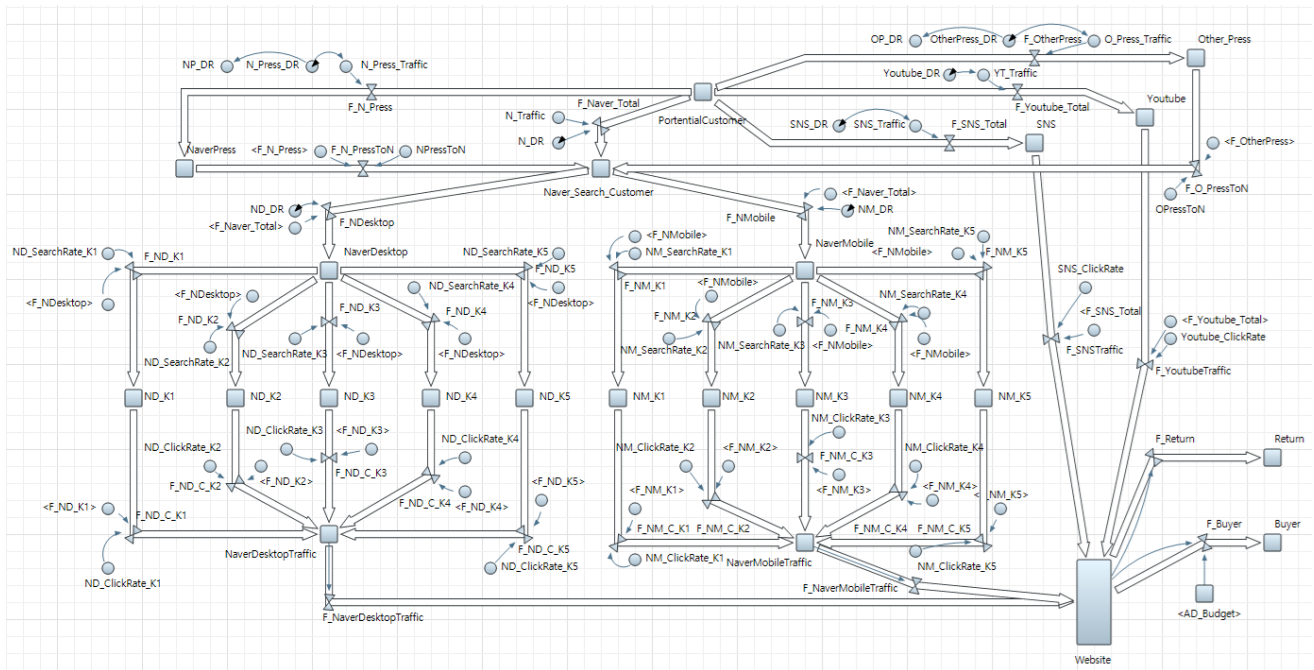 OP_DR
OtherPress_DR
F_OtherPress
O_Press_Traffic
Other_Press
NP_DR
N_Press_DR
N_Press_Traffic
Youtube_DR
YT_Traffic
F_N_Press
F_Naver_Total
PortentialCustomer
F_Youtube_Total
Youtube
N_Traffic
SNS_DR
SNS_Traffic
F_SNS_Total
SNS
N_DR
NaverPress
<F_N_Press>
F_N_PressToN
NPressToN
<F_OtherPress>
Naver_Search_Customer
F_O_PressToN
OPressToN
ND_DR
<F_Naver_Total>
F_NDesktop
<F_Naver_Total>
NM_DR
F_NMobile
ND_SearchRate_K1
F_ND_K1
NaverDesktop
ND_SearchRate_K5
F_ND_K5
<F_NMobile>
NM_SearchRate_K1
F_NM_K1
NaverMobile
NM_SearchRate_K5
<F_NMobile>
F_NM_K5
<F_NDesktop>
<F_NDesktop>
F_ND_K2
ND_SearchRate_K2
F_ND_K3
ND_SearchRate_K3
<F_NDesktop>
ND_SearchRate_K4
F_ND_K4
<F_NDesktop>
<F_NDesktop>
<F_NMobile>
F_NM_K2
NM_SearchRate_K2
F_NM_K3
NM_SearchRate_K3
<F_NMobile>
NM_SearchRate_K4
F_NM_K4
<F_NMobile>
SNS_ClickRate
<F_SNS_Total>
F_SNSTraffic
<F_Youtube_Total>
Youtube_ClickRate
F_YoutubeTraffic
ND_K1
ND_K2
ND_K3
ND_K4
ND_K5
NM_K1
NM_K2
NM_K3
NM_K4
NM_K5
ND_ClickRate_K2
ND_ClickRate_K3
<F_ND_K3>
ND_ClickRate_K4
NM_ClickRate_K2
<F_NM_K2>
NM_ClickRate_K3
NM_ClickRate_K4
F_ND_C_K2
<F_ND_K2>
F_ND_C_K3
F_ND_C_K4
<F_ND_K4>
<F_ND_K5>
<F_NM_K1>
F_NM_C_K3
<F_NM_K3>
<F_NM_K4>
_NM_K5>
<F_ND_K1>
F_ND_C_K1
ND_ClickRate_K1
NaverDesktopTraffic
F_ND_C_K5
ND_ClickRate_K5
F_NM_C_K1
F_NM_C_K2
NM_ClickRate_K1
NaverMobileTraffic
F_NM_C_K4
F_NM_C_K5
NM_ClickRate_K5
F_NaverDesktopTraffic
F_NaverMobileTraffic
F_Return
Return
F_Buyer
Buyer
<AD_Budget>
Website